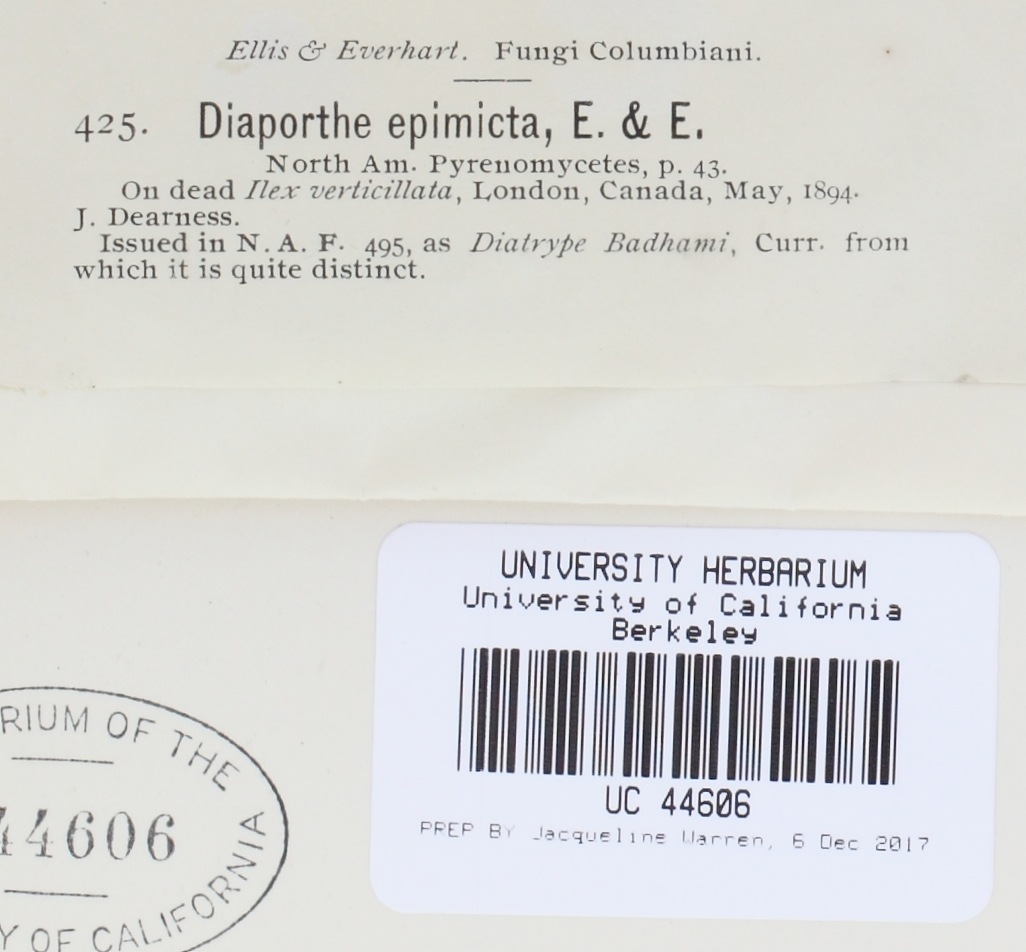 Ellis & Everhart. Fungi Columbiani.
425. Diaporthe epimicta, E. & E.
North Am. Pyrenomycetes, p. 43.
On dead Ilex verticillata, London, Canada, May, 1894.
J. Dearness.
Issued in N. A. F. 495, as Diatrype Badhami, Curr. from
which it is quite distinct.
UNIVERSITY HERBARIUM
University of California
Berkeley
UC 44606
PREP BY Jacqueline Warren, 6 Dec 2017
RIUM OF THE
44606
Y OF CALIFORNIA